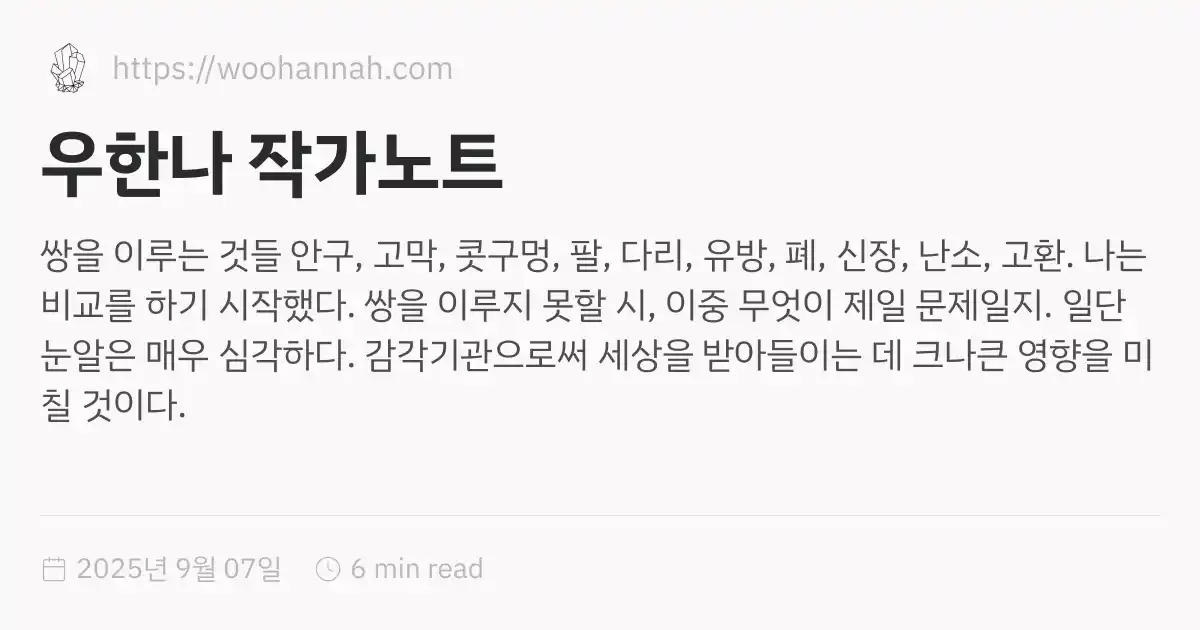 https://woohannah.com
우한나 작가노트
쌍을 이루는 것들 안구, 고막, 콧구멍, 팔, 다리, 유방, 폐, 신장, 난소, 고환. 나는
비교를 하기 시작했다. 쌍을 이루지 못할 시, 이중 무엇이 제일 문제일지. 일단
눈알은 매우 심각하다. 감각기관으로써 세상을 받아들이는 데 크나큰 영향을 미
칠 것이다.
2025년 9월 07일 6 min read